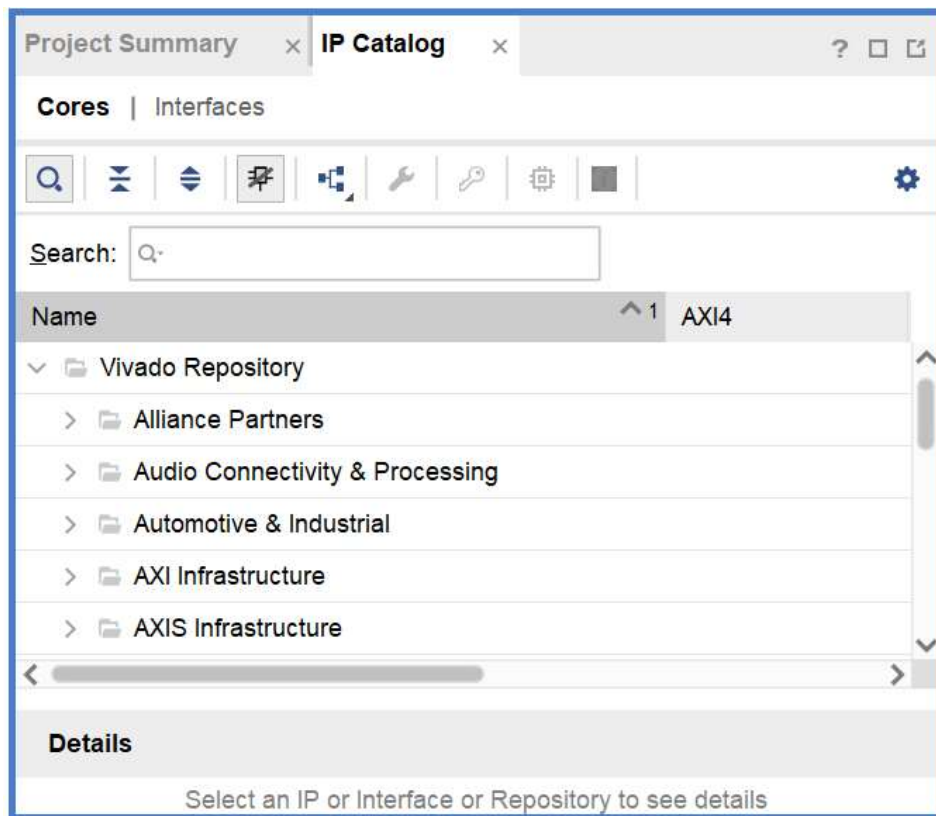 Project Summary × IP Catalog × ?
Cores | Interfaces
Search:
Name 1 AXI4
Vivado Repository
Alliance Partners
Audio Connectivity & Processing
Automotive & Industrial
AXI Infrastructure
AXIS Infrastructure
Details
Select an IP or Interface or Repository to see details